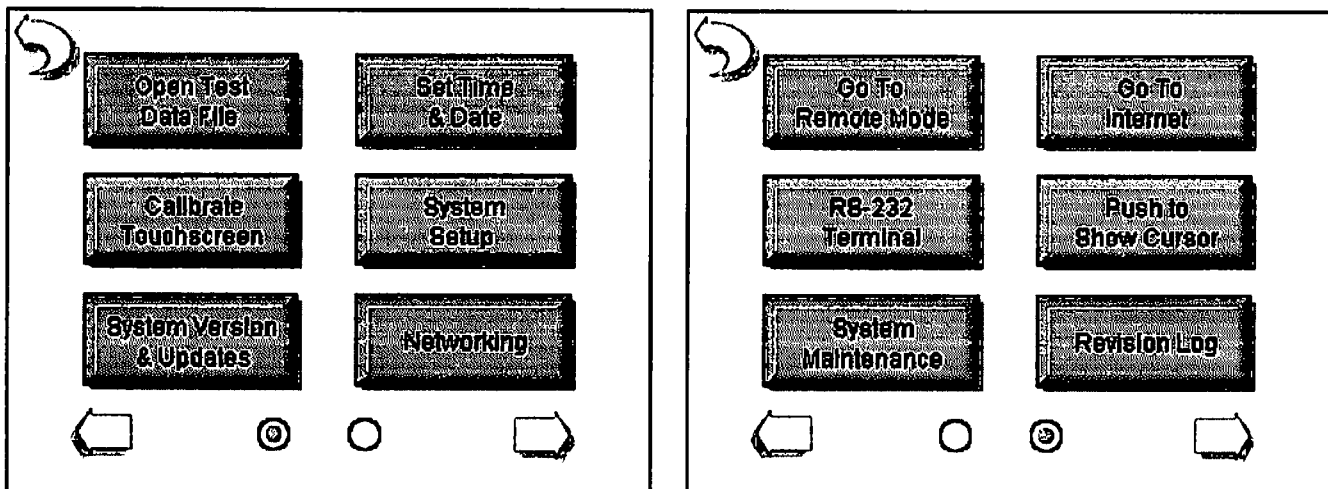 Open Test
Data File
Set Time
& Date
Calibrate
Touchscreen
System
Setup
System Version
& Updates
Networking
Go To
Remote Mode
Go To
Internet
RS-232
Terminal
Push to
Show Cursor
System
Maintenance
Revision Log